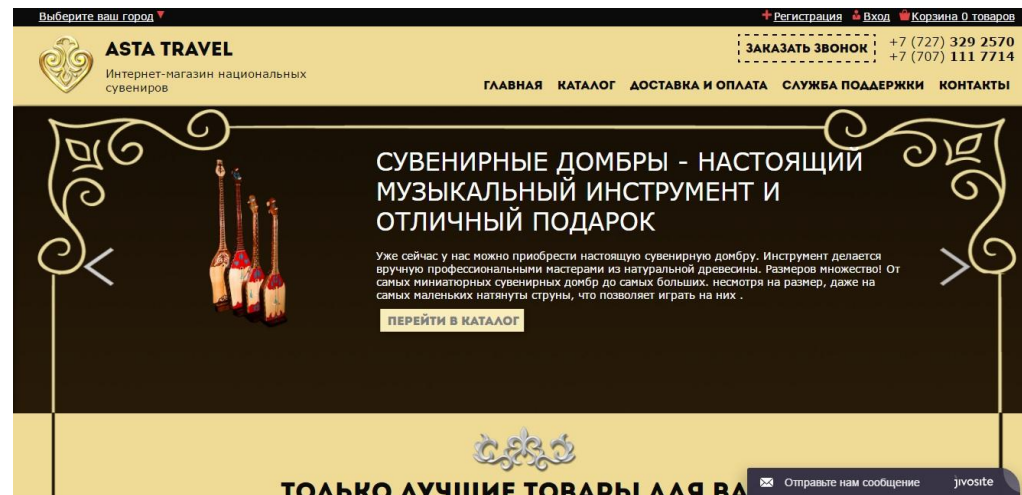 Выберите ваш город
Регистрация Вход Корзина 0 товаров
ASTA TRAVEL
Интернет-магазин национальных
сувениров
ЗАКАЗАТЬ ЗВОНОК
+7 (727) 329 2570
+7 (707) 111 7714
ГЛАВНАЯ КАТАЛОГ ДОСТАВКА И ОПЛАТА СЛУЖБА ПОДДЕРЖКИ КОНТАКТЫ
СУВЕНИРНЫЕ ДОМБРЫ - НАСТОЯЩИЙ
МУЗЫКАЛЬНЫЙ ИНСТРУМЕНТ И
ОТЛИЧНЫЙ ПОДАРОК
Уже сейчас у нас можно приобрести настоящую сувенирную домбру. Инструмент делается
вручную профессиональными мастерами из натуральной древесины. Размеров множество! От
самых миниатюрных сувенирных домбр до самых больших. несмотря на размер, даже на
самых маленьких натянуты струны, что позволяет играть на них .
ПЕРЕЙТИ В КАТАЛОГ
ТОЛЬКО ЛУЧШИЕ ТОВАРЫ ДЛЯ
Отправьте нам сообщение jivosite